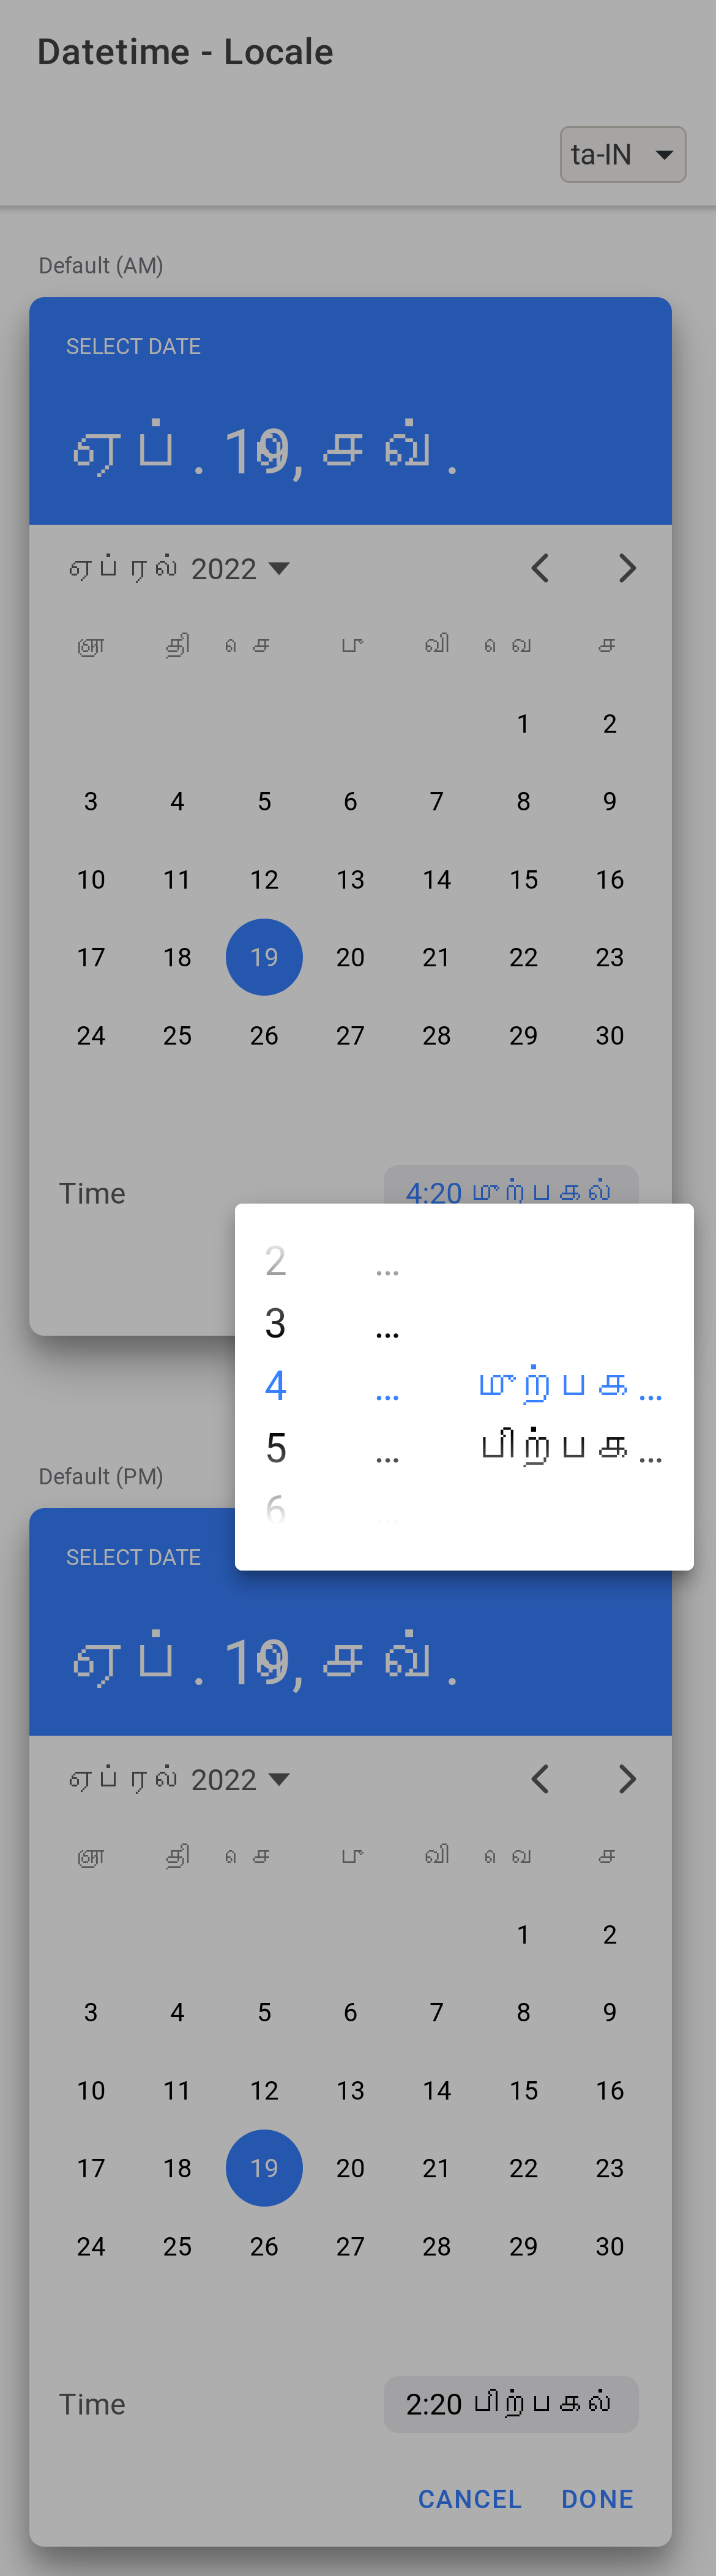 Datetime - Locale
ta-IN
Default (AM)
SELECT DATE
ஏப். 19, செவ்.
ஏப்ரல் 2022
ஞா தி செ பு வி வெ ச
1 2
3 4 5 6 7 8 9
10 11 12 13 14 15 16
17 18 19 20 21 22 23
24 25 26 27 28 29 30
Time 4:20 முற்பகல்
2 ...
3 ...
4 ... முற்பக...
5 ... பிற்பக...
6 ...
Default (PM)
SELECT DATE
ஏப். 19, செவ்.
ஏப்ரல் 2022
ஞா தி செ பு வி வெ ச
1 2
3 4 5 6 7 8 9
10 11 12 13 14 15 16
17 18 19 20 21 22 23
24 25 26 27 28 29 30
Time 2:20 பிற்பகல்
CANCEL DONE